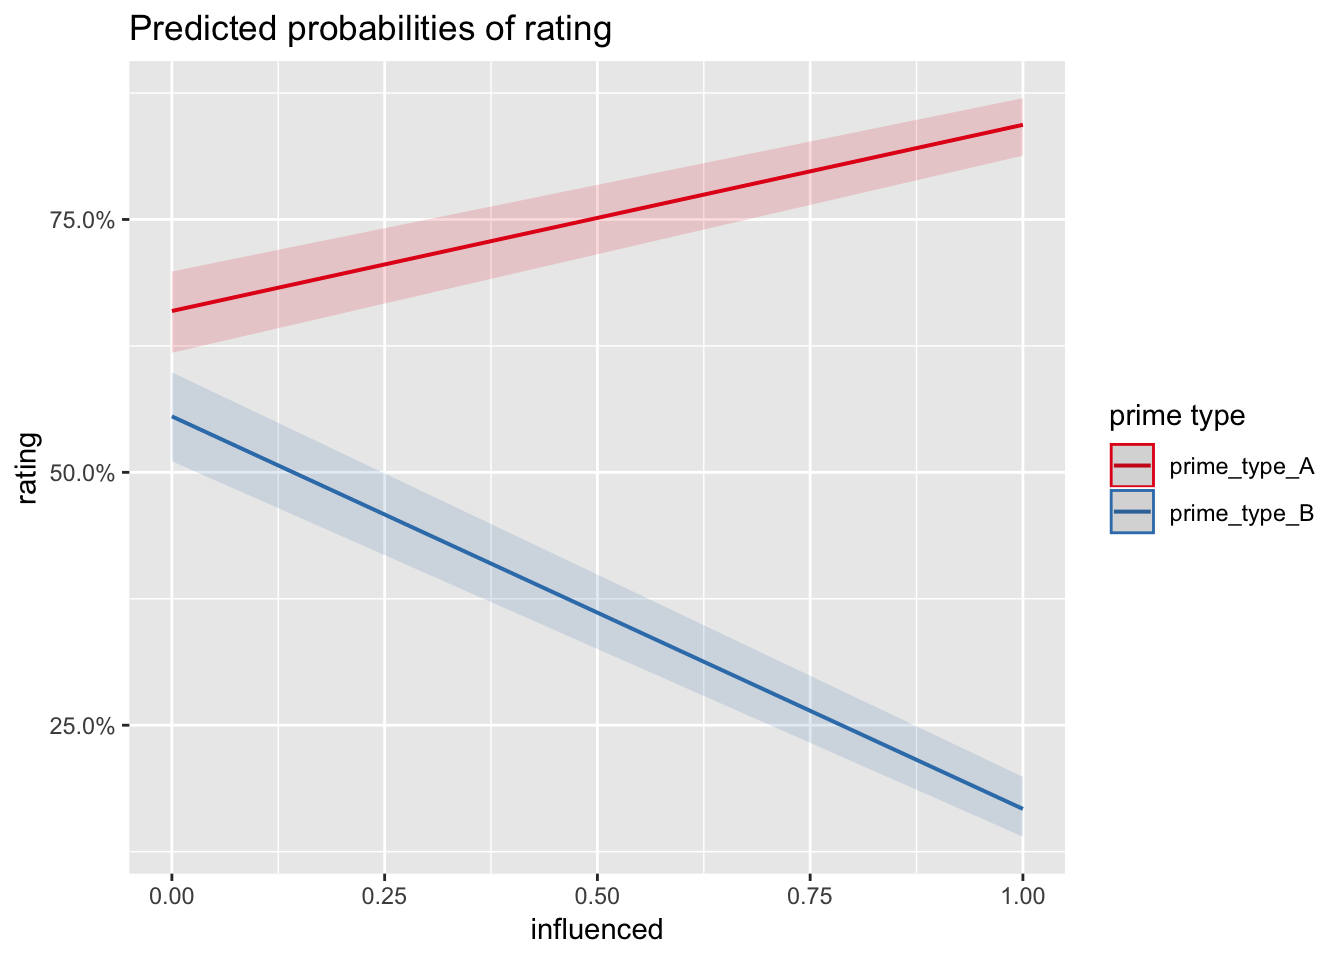 Predicted probabilities of rating
75.0%
50.0%
25.0%
rating
0.00 0.25 0.50 0.75 1.00
influenced
prime type
prime_type_A
prime_type_B